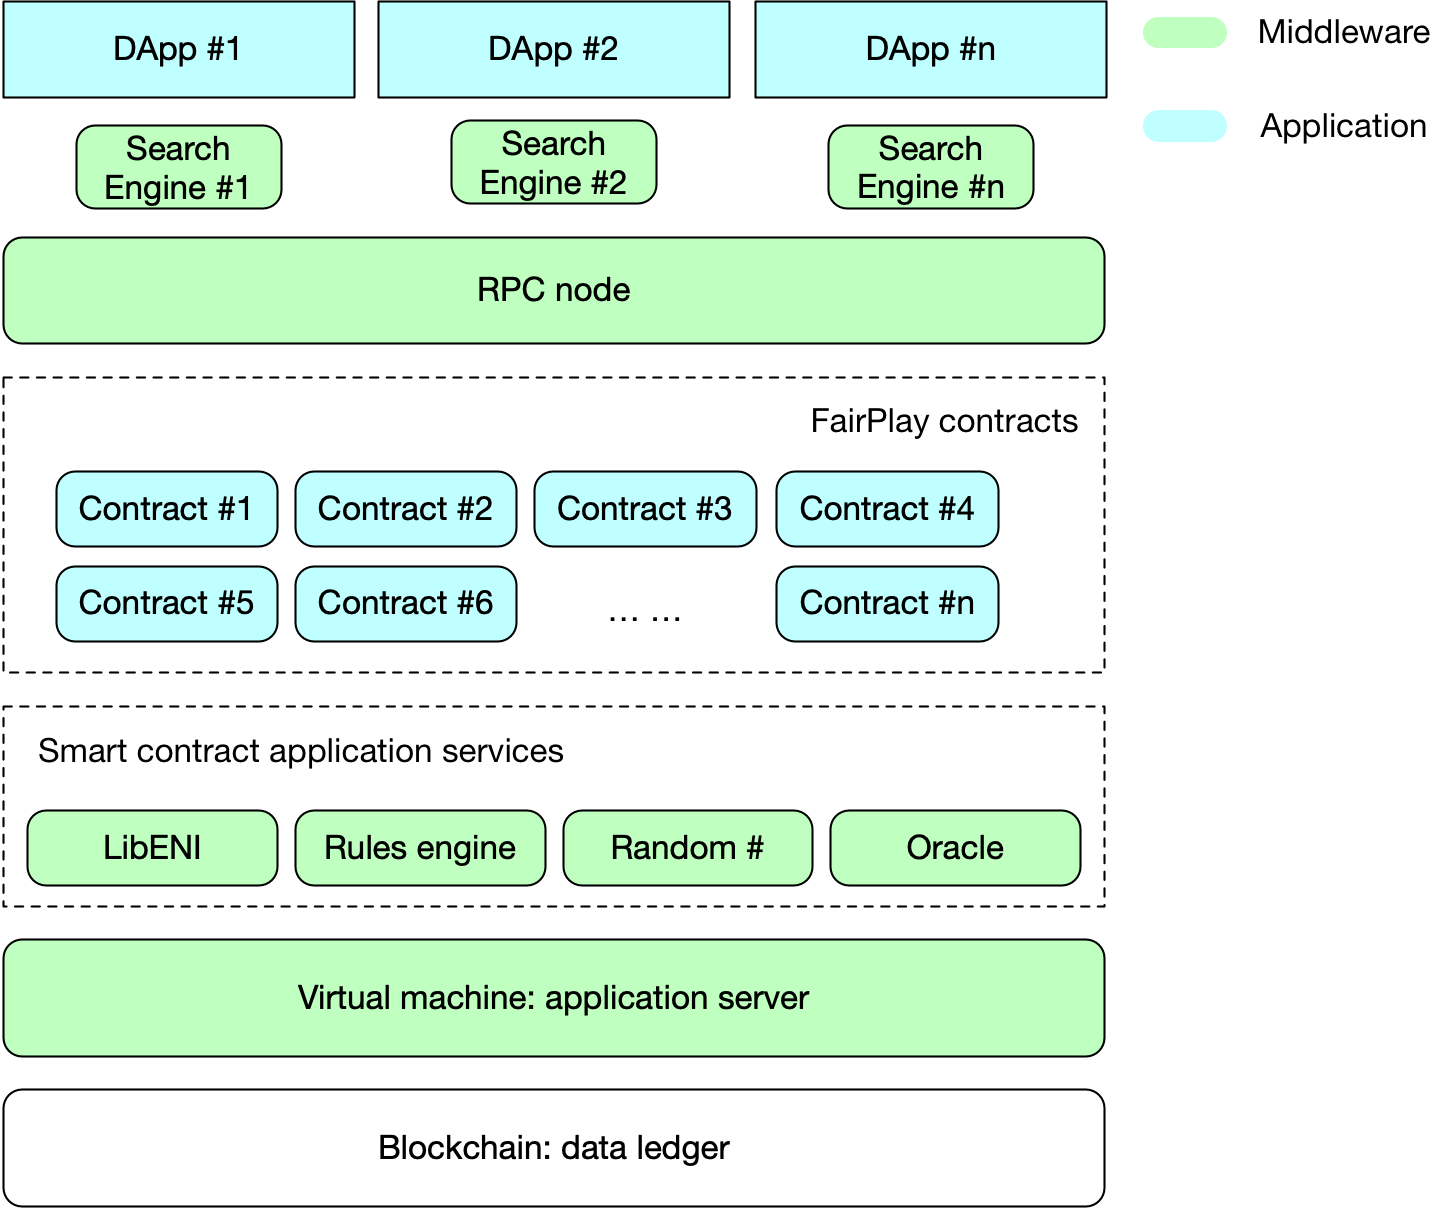 DApp #1
DApp #2
DApp #n
Middleware
Application
Search
Engine #1
Search
Engine #2
Search
Engine #n
RPC node
FairPlay contracts
Contract #1
Contract #2
Contract #3
Contract #4
Contract #5
Contract #6
... ...
Contract #n
Smart contract application services
LibENI
Rules engine
Random #
Oracle
Virtual machine: application server
Blockchain: data ledger